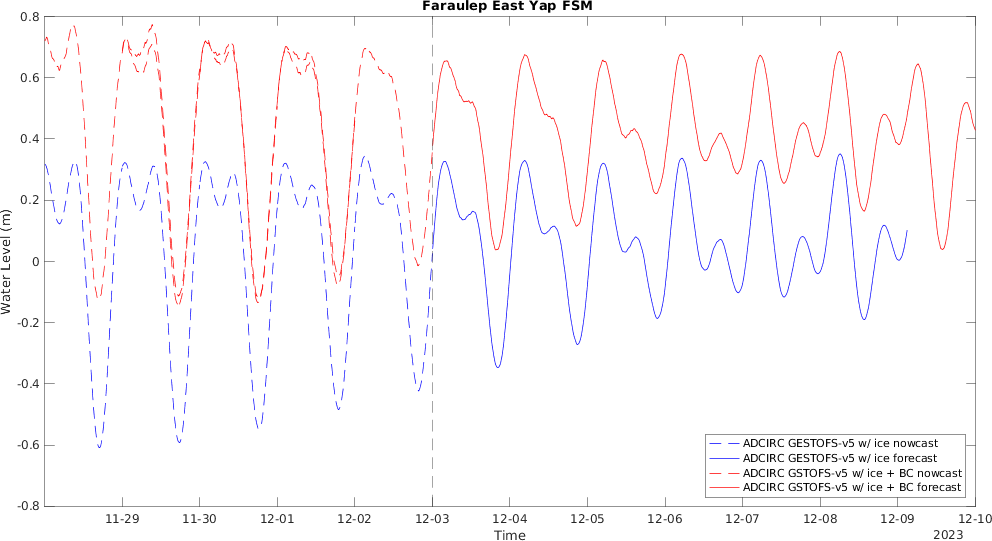 Faraulep East Yap FSM
0.8
0.6
0.4
0.2
0
-0.2
-0.4
-0.6
-0.8
Water Level (m)
11-29 11-30 12-01 12-02 12-03 12-04 12-05 12-06 12-07 12-08 12-09 12-10
Time
2023
ADCIRC GESTOFS-v5 w/ ice nowcast
ADCIRC GESTOFS-v5 w/ ice forecast
ADCIRC GSTOFS-v5 w/ ice + BC nowcast
ADCIRC GSTOFS-v5 w/ ice + BC forecast